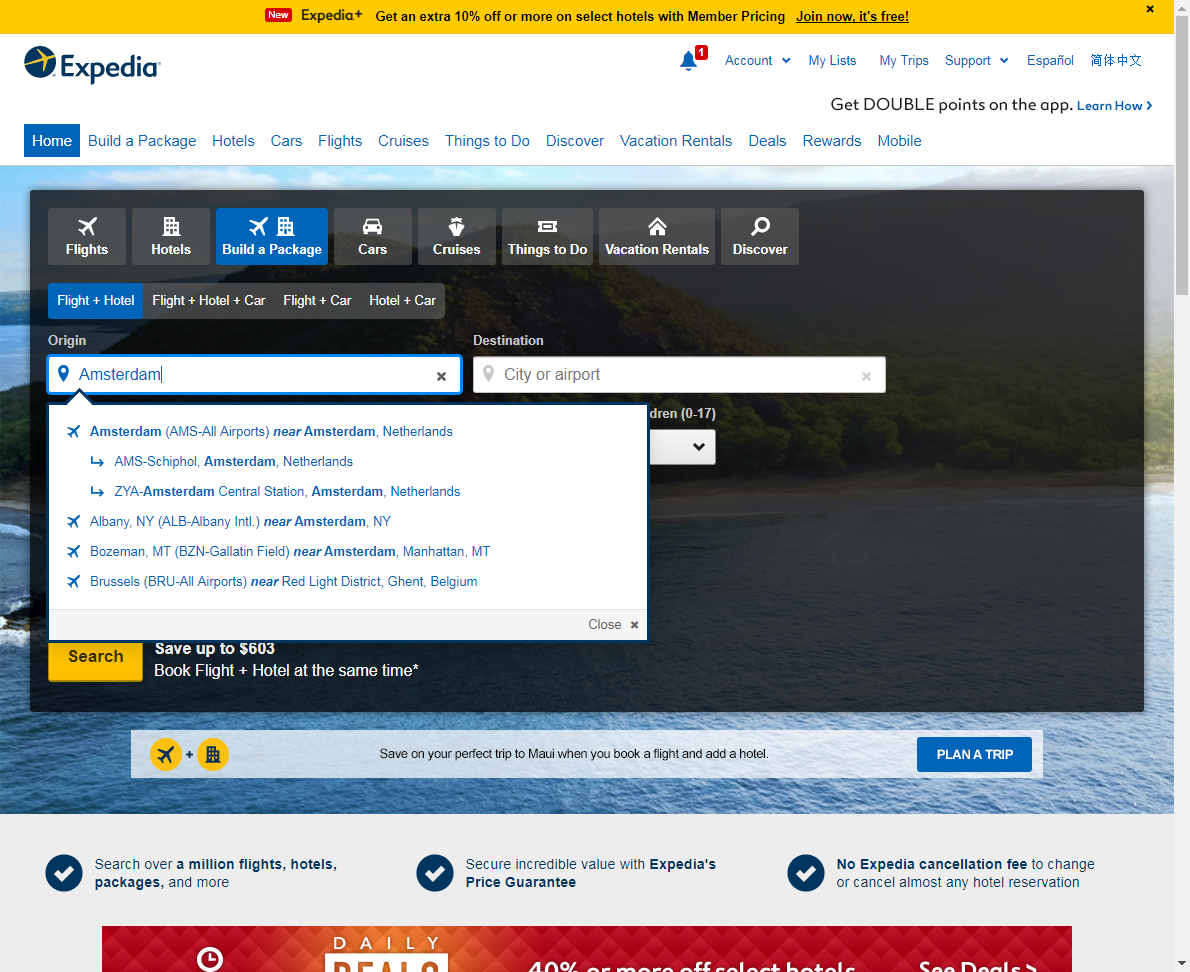 New Expedia+ Get an extra 10% off or more on select hotels with Member Pricing Join now, it's free!
Expedia
1 Account My Lists My Trips Support Español 简体中文
Get DOUBLE points on the app. Learn How
Home Build a Package Hotels Cars Flights Cruises Things to Do Discover Vacation Rentals Deals Rewards Mobile
Flights Hotels Build a Package Cars Cruises Things to Do Vacation Rentals Discover
Flight + Hotel Flight + Hotel + Car Flight + Car Hotel + Car
Origin Destination
Amsterdam City or airport
dren (0-17)
Amsterdam (AMS-All Airports) near Amsterdam, Netherlands
AMS-Schiphol, Amsterdam, Netherlands
ZYA-Amsterdam Central Station, Amsterdam, Netherlands
Albany, NY (ALB-Albany Intl.) near Amsterdam, NY
Bozeman, MT (BZN-Gallatin Field) near Amsterdam, Manhattan, MT
Brussels (BRU-All Airports) near Red Light District, Ghent, Belgium
Close
Search Save up to $603
Book Flight + Hotel at the same time*
+ Save on your perfect trip to Maui when you book a flight and add a hotel. PLAN A TRIP
Search over a million flights, hotels,
packages, and more
Secure incredible value with Expedia's
Price Guarantee
No Expedia cancellation fee to change
or cancel almost any hotel reservation
DAILY
DEALS 40% or more off select hotels See Deals >